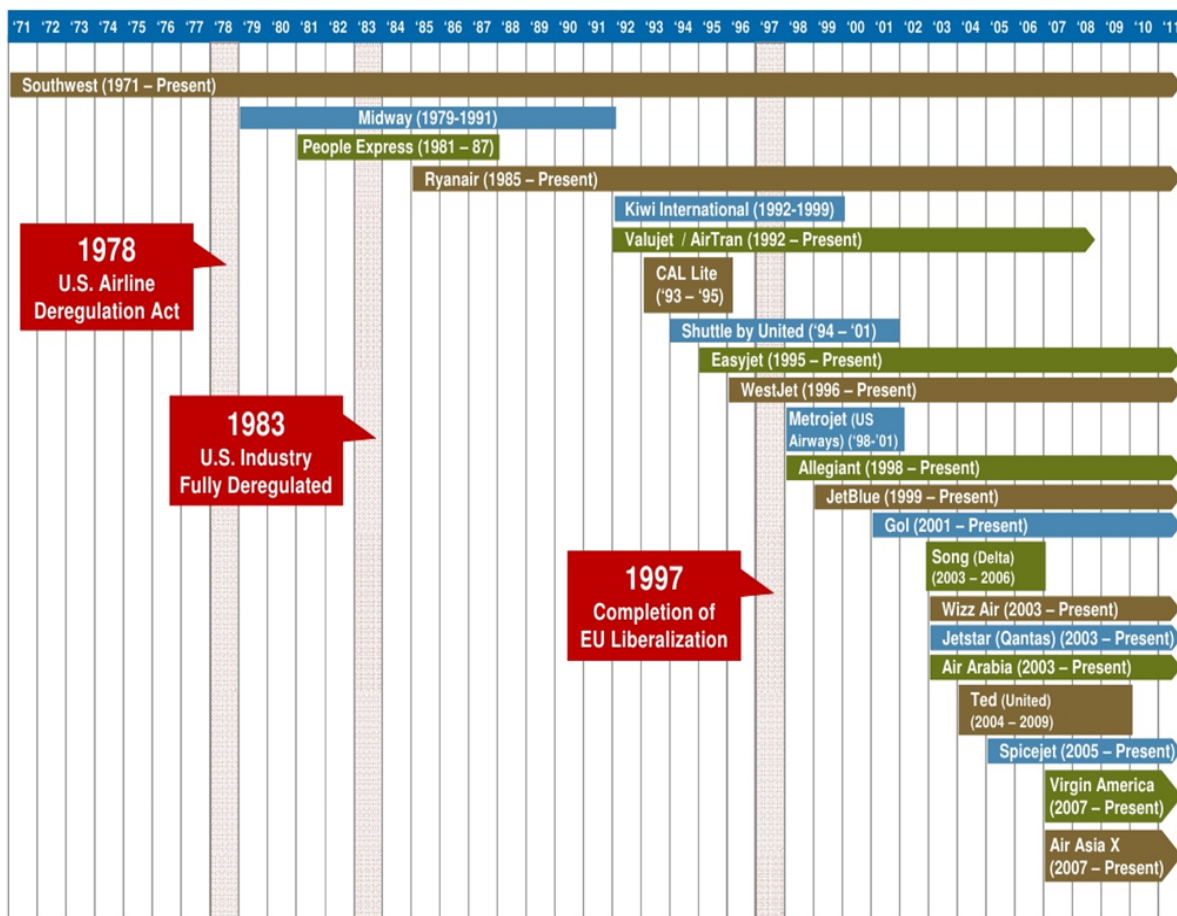 ‘71 ‘72 ‘73 ‘74 ‘75 ‘76 ‘77 ‘78 ‘79 ‘80 ‘81 ‘82 ‘83 ‘84 ‘85 ‘86 ‘87 ‘88 ‘89 ‘90 ‘91 ‘92 ‘93 ‘94 ‘95 ‘96 ‘97 ‘98 ‘99 ‘00 ‘01 ‘02 ‘03 ‘04 ‘05 ‘06 ‘07 ‘08 ‘09 ‘10 ‘11
Southwest (1971 – Present)
Midway (1979-1991)
People Express (1981 – 87)
Ryanair (1985 – Present)
Kiwi International (1992-1999)
1978
U.S. Airline
Deregulation Act
Valujet / AirTran (1992 – Present)
CAL Lite
(‘93 – ‘95)
Shuttle by United (‘94 – ‘01)
Easyjet (1995 – Present)
WestJet (1996 – Present)
1983
U.S. Industry
Fully Deregulated
Metrojet (US
Airways) (‘98-’01)
Allegiant (1998 – Present)
JetBlue (1999 – Present)
Gol (2001 – Present)
1997
Completion of
EU Liberalization
Song (Delta)
(2003 – 2006)
Wizz Air (2003 – Present)
Jetstar (Qantas) (2003 – Present)
Air Arabia (2003 – Present)
Ted (United)
(2004 – 2009)
Spicejet (2005 – Present)
Virgin America
(2007 – Present)
Air Asia X
(2007 – Present)